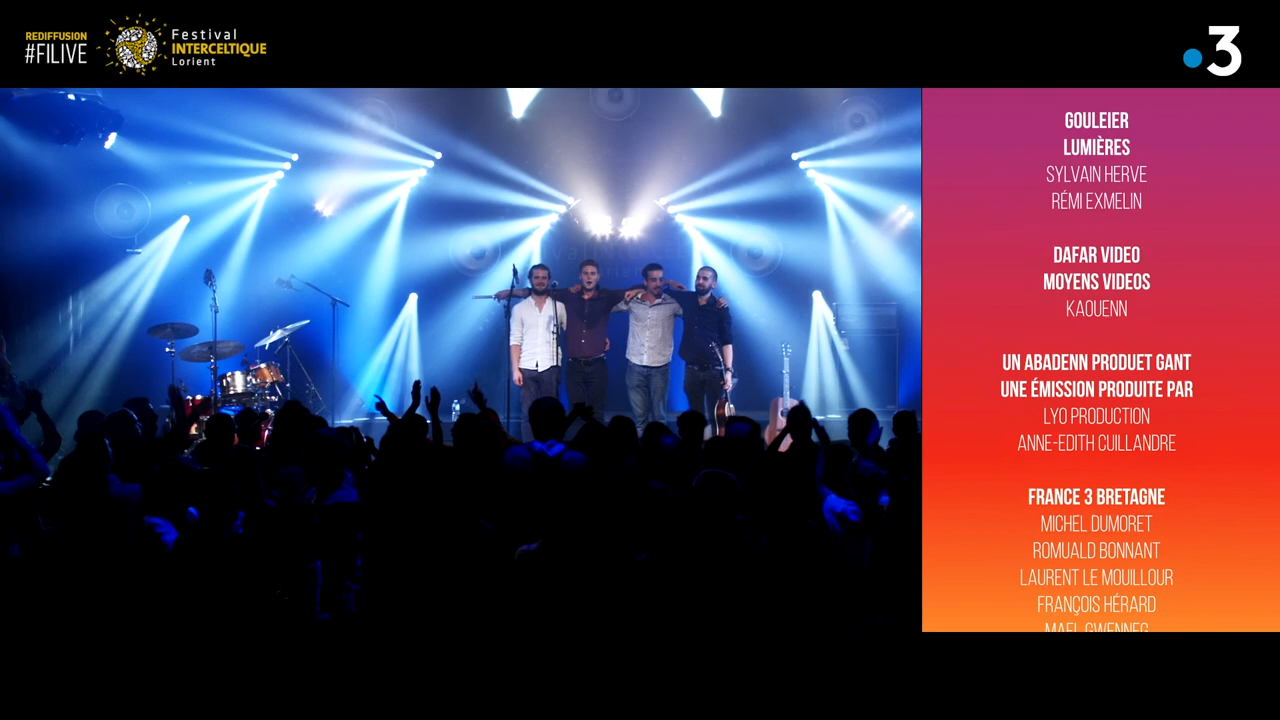 REDIFFUSION
#FILIVE
Festival
INTERCELTIQUE
Lorient
3
GOULEIER
LUMIÈRES
SYLVAIN HERVE
RÉMI EXMELIN
DAFAR VIDEO
MOYENS VIDEOS
KAOUENN
UN ABADENN PRODUET GANT
UNE ÉMISSION PRODUITE PAR
LYO PRODUCTION
ANNE-EDITH CUILLANDRE
FRANCE 3 BRETAGNE
MICHEL DUMORET
ROMUALD BONNANT
LAURENT LE MOUILLOUR
FRANÇOIS HÉRARD
MAEL GWENNEG